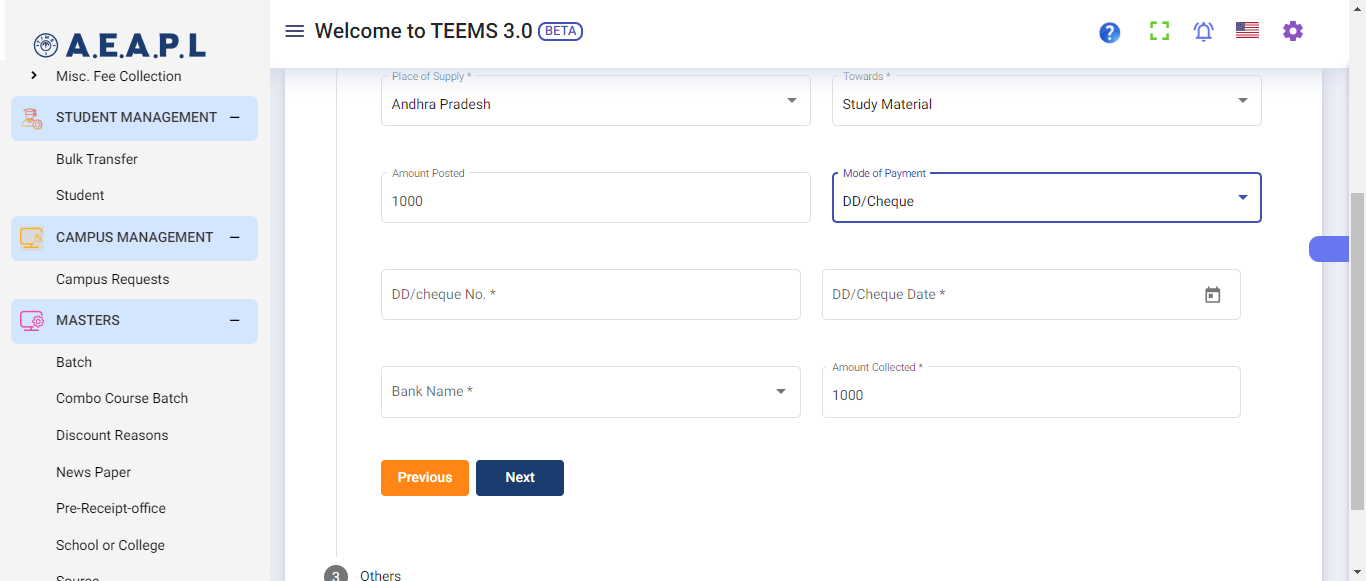 A.E.A.P.L
Misc. Fee Collection
STUDENT MANAGEMENT
Bulk Transfer
Student
CAMPUS MANAGEMENT
Campus Requests
MASTERS
Batch
Combo Course Batch
Discount Reasons
News Paper
Pre-Receipt-office
School or College
Source
Welcome to TEEMS 3.0 BETA
Place of Supply *
Andhra Pradesh
Towards *
Study Material
Amount Posted
1000
Mode of Payment
DD/Cheque
DD/cheque No. *
DD/Cheque Date *
Bank Name *
Amount Collected *
1000
Previous
Next
3 Others